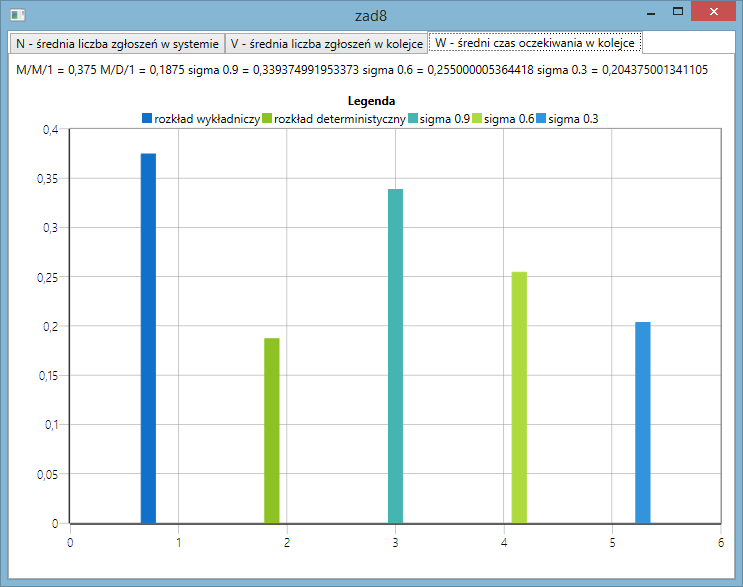 zad8
N - średnia liczba zgłoszeń w systemie V - średnia liczba zgłoszeń w kolejce W - średni czas oczekiwania w kolejce
M/M/1 = 0,375 M/D/1 = 0,1875 sigma 0.9 = 0,339374991953373 sigma 0.6 = 0,255000005364418 sigma 0.3 = 0,204375001341105
Legenda
rozkład wykładniczy rozkład deterministyczny sigma 0.9 sigma 0.6 sigma 0.3
0,4
0,35
0,3
0,25
0,2
0,15
0,1
0,05
0
0 1 2 3 4 5 6